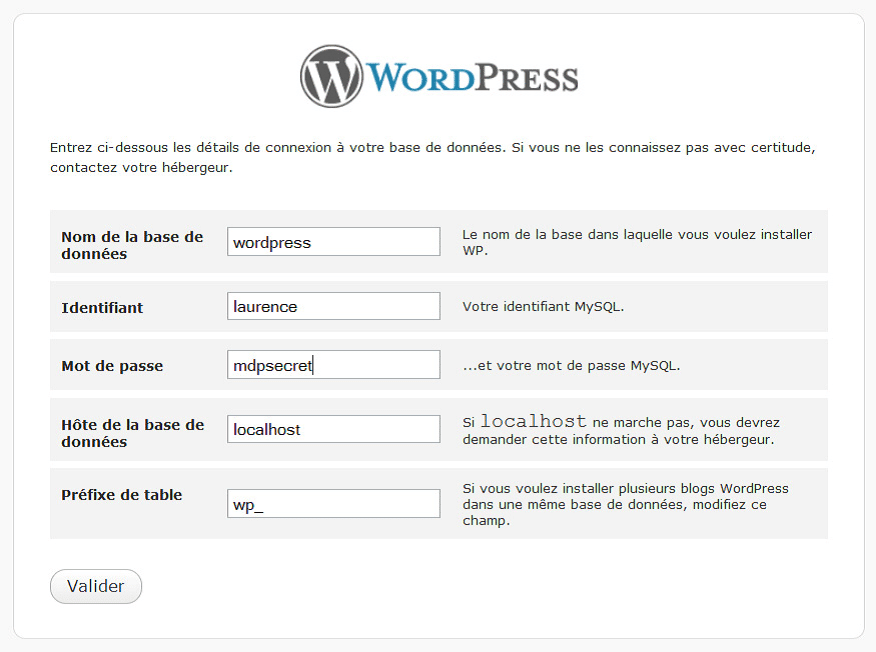 WORDPRESS
Entrez ci-dessous les détails de connexion à votre base de données. Si vous ne les connaissez pas avec certitude,
contactez votre hébergeur.
Nom de la base de
données
wordpress
Le nom de la base dans laquelle vous voulez installer
WP.
Identifiant
laurence
Votre identifiant MySQL.
Mot de passe
mdpsecret
...et votre mot de passe MySQL.
Hôte de la base de
données
localhost
Si localhost ne marche pas, vous devrez
demander cette information à votre hébergeur.
Préfixe de table
wp_
Si vous voulez installer plusieurs blogs WordPress
dans une même base de données, modifiez ce
champ.
Valider